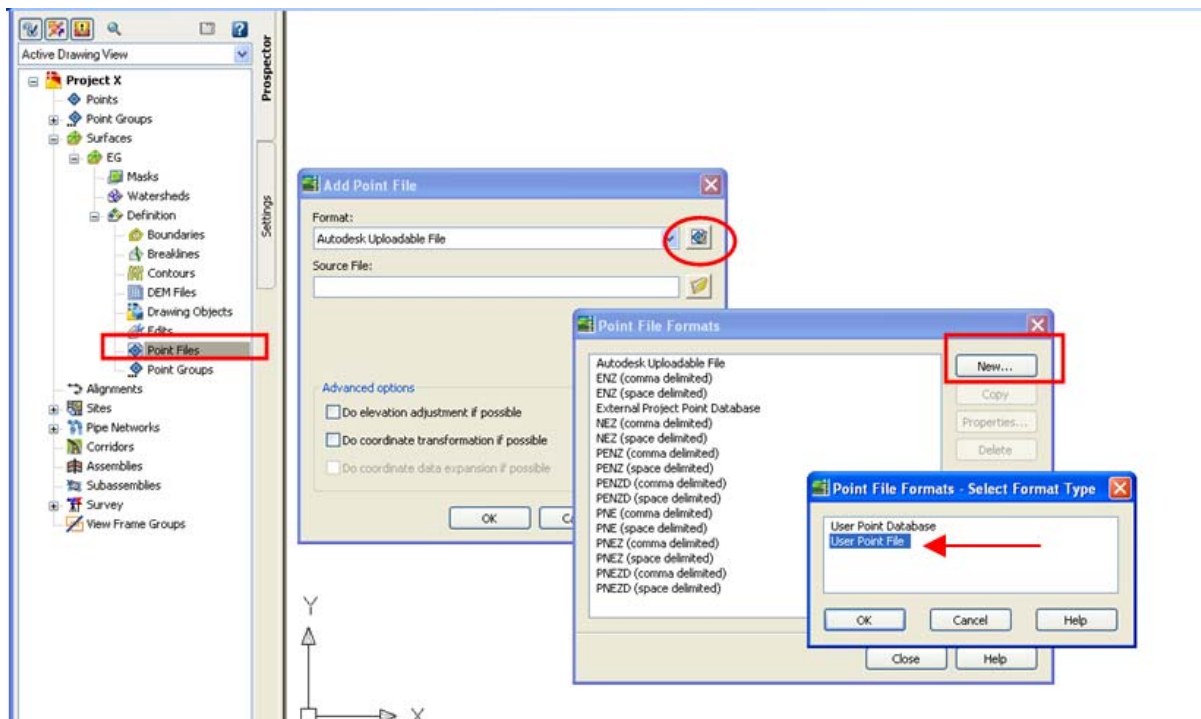 Active Drawing View
Prospector
Settings
Project X
Points
Point Groups
Surfaces
EG
Masks
Watersheds
Definition
Boundaries
Breaklines
Contours
DEM Files
Drawing Objects
Edits
Point Files
Point Groups
Alignments
Sites
Pipe Networks
Corridors
Assemblies
Subassemblies
Survey
View Frame Groups
Add Point File
Format:
Autodesk Uploadable File
Source File:
Advanced options
Do elevation adjustment if possible
Do coordinate transformation if possible
Do coordinate data expansion if possible
OK
Point File Formats
Autodesk Uploadable File
ENZ (comma delimited)
ENZ (space delimited)
External Project Point Database
NEZ (comma delimited)
NEZ (space delimited)
PENZ (comma delimited)
PENZ (space delimited)
PENZD (comma delimited)
PENZD (space delimited)
PNE (comma delimited)
PNE (space delimited)
PNEZ (comma delimited)
PNEZ (space delimited)
PNEZD (comma delimited)
PNEZD (space delimited)
New...
Copy
Properties...
Delete
Close
Help
Point File Formats - Select Format Type
User Point Database
User Point File
OK
Cancel
Help
Y
X